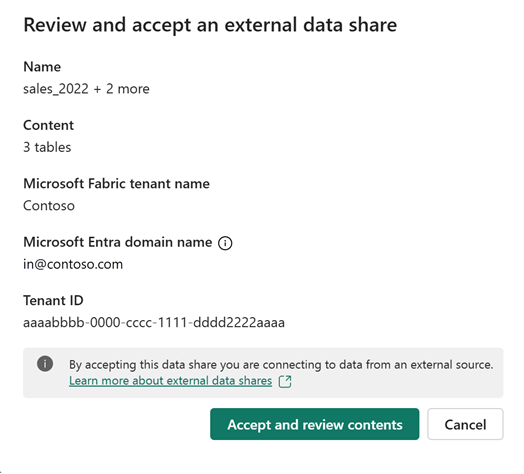 Review and accept an external data share
Name
sales_2022 + 2 more
Content
3 tables
Microsoft Fabric tenant name
Contoso
Microsoft Entra domain name
in@contoso.com
Tenant ID
aaaabbbb-0000-cccc-1111-dddd2222aaaa
By accepting this data share you are connecting to data from an external source.
Learn more about external data shares
Accept and review contents
Cancel